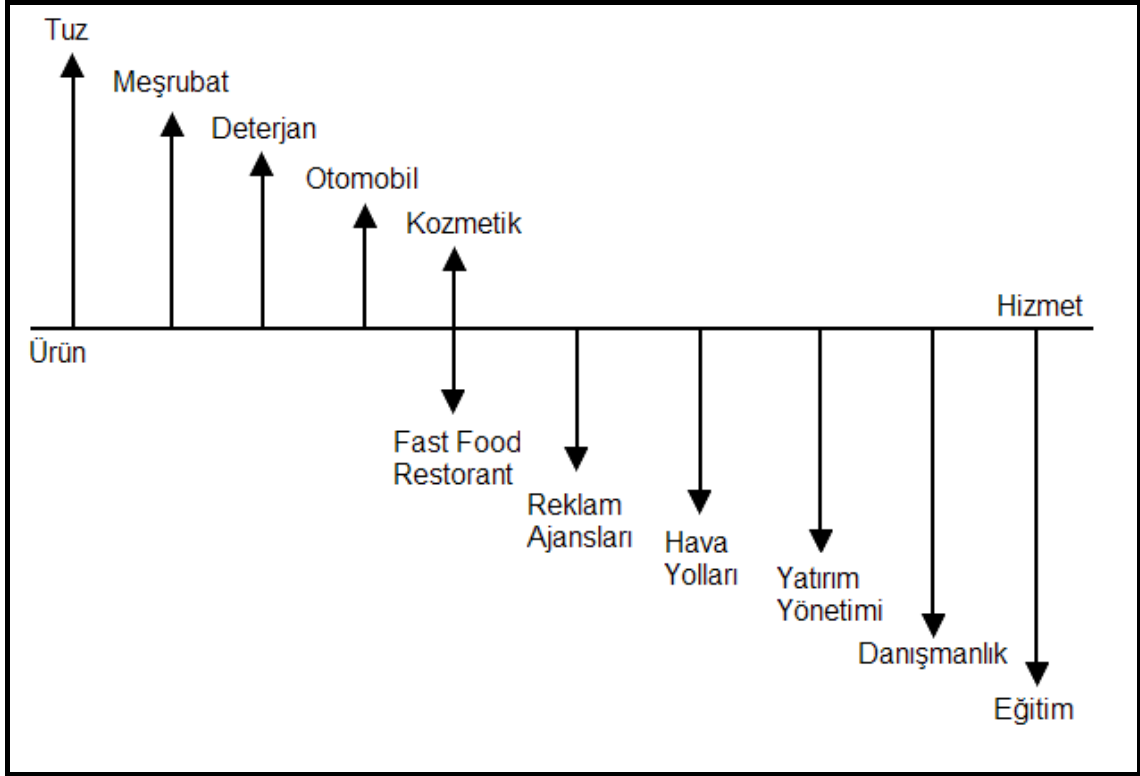 Tuz
Meşrubat
Deterjan
Otomobil
Kozmetik
Hizmet
Ürün
Fast Food
Restorant
Reklam
Ajansları
Hava
Yolları
Yatırım
Yönetimi
Danışmanlık
Eğitim